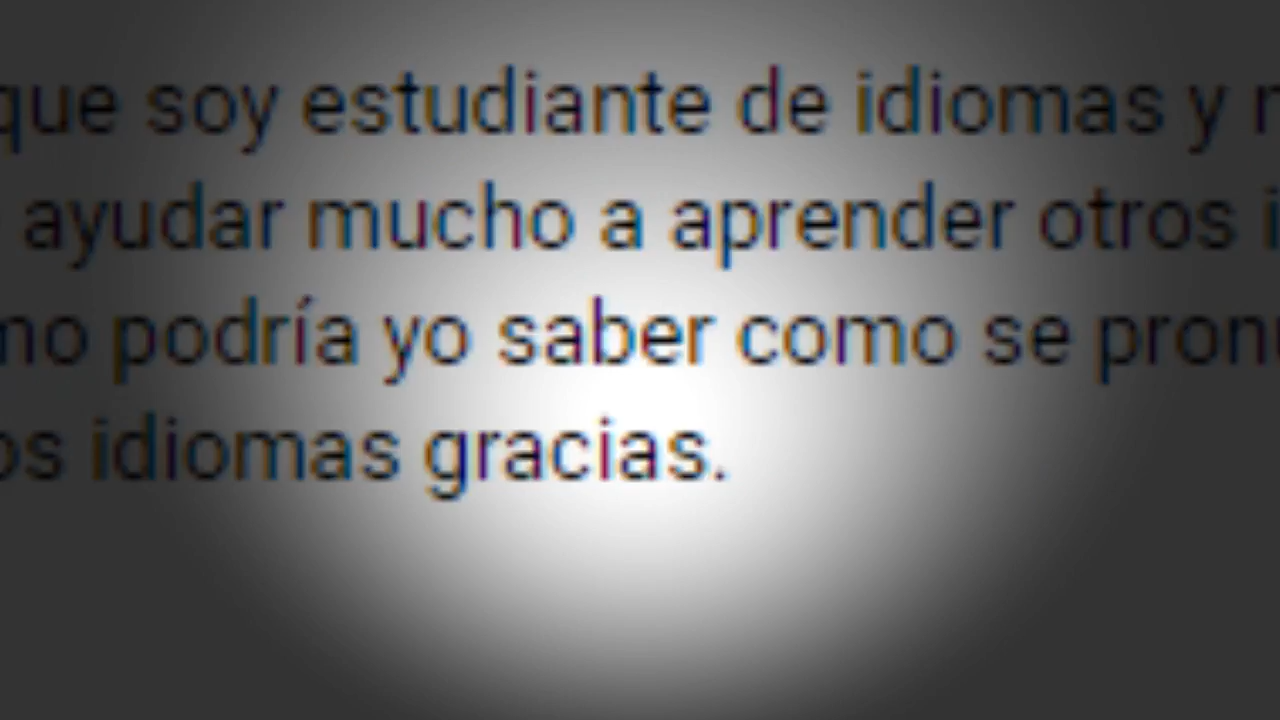 que soy estudiante de idiomas y
ayudar mucho a aprender otros
podría yo saber como se
idiomas gracias.